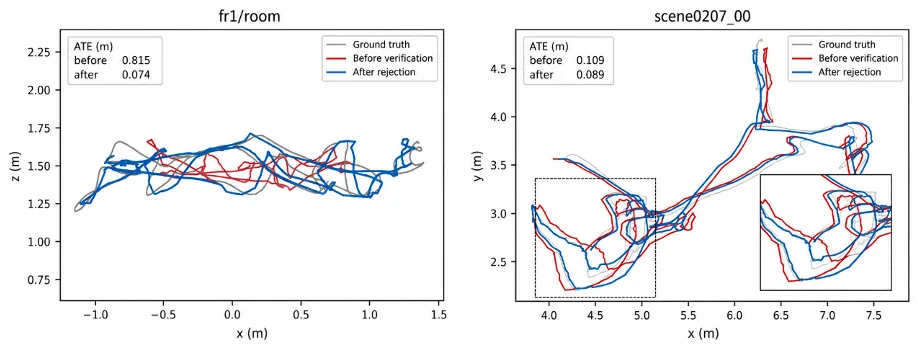 fr1/room
ATE (m)
before 0.815
after 0.074
Ground truth
Before verification
After rejection
2.25
2.00
1.75
1.50
1.25
1.00
0.75
z (m)
−1.0 −0.5 0.0 0.5 1.0 1.5
x (m)
scene0207_00
ATE (m)
before 0.109
after 0.089
Ground truth
Before verification
After rejection
4.5
4.0
3.5
3.0
2.5
y (m)
4.0 4.5 5.0 5.5 6.0 6.5 7.0 7.5
x (m)